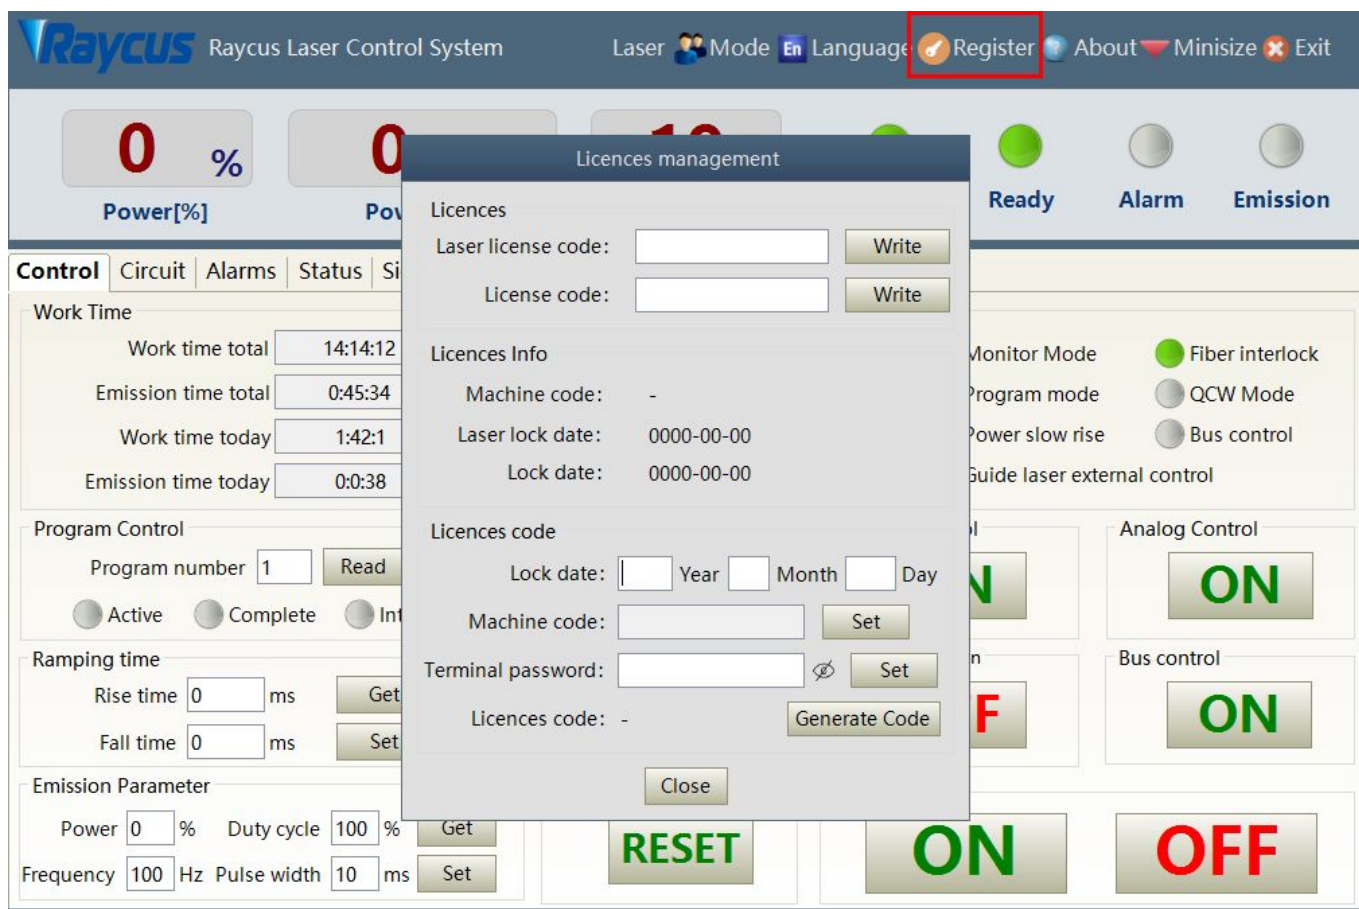 Raycus Raycus Laser Control System Laser Mode En Language Register ? About Minisize Exit
0 % 0
Power[%] Ready Alarm Emission
Licences management
Licences
Laser license code: Write
License code: Write
Licences Info
Machine code: -
Laser lock date: 0000-00-00
Lock date: 0000-00-00
Licences code
Lock date: Year Month Day
Machine code: Set
Terminal password: Set
Licences code: - Generate Code
Close
Control Circuit Alarms Status
Work Time
Work time total 14:14:12
Emission time total 0:45:34
Work time today 1:42:1
Emission time today 0:0:38
Monitor Mode Fiber interlock
Program mode QCW Mode
Power slow rise Bus control
Guide laser external control
Program Control
Program number 1 Read
Active Complete Int
Analog Control
ON
Ramping time
Rise time 0 ms Get
Fall time 0 ms Set
Bus control
ON
Emission Parameter
Power 0 % Duty cycle 100 % Get
Frequency 100 Hz Pulse width 10 ms Set
RESET ON OFF